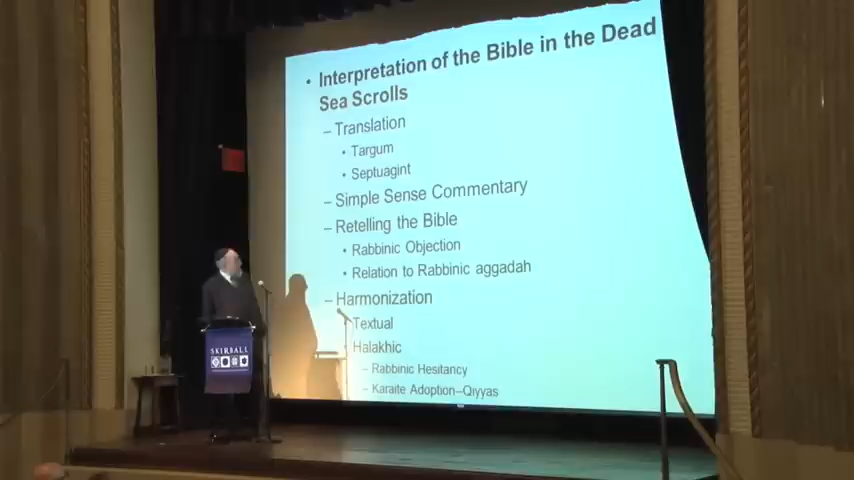 • Interpretation of the Bible in the Dead
Sea Scrolls
– Translation
• Targum
• Septuagint
– Simple Sense Commentary
– Retelling the Bible
• Rabbinic Objection
• Relation to Rabbinic aggadah
– Harmonization
Textual
Halakhic
– Rabbinic Hesitancy
– Karaite Adoption–Qiyyas
SKIRBALL